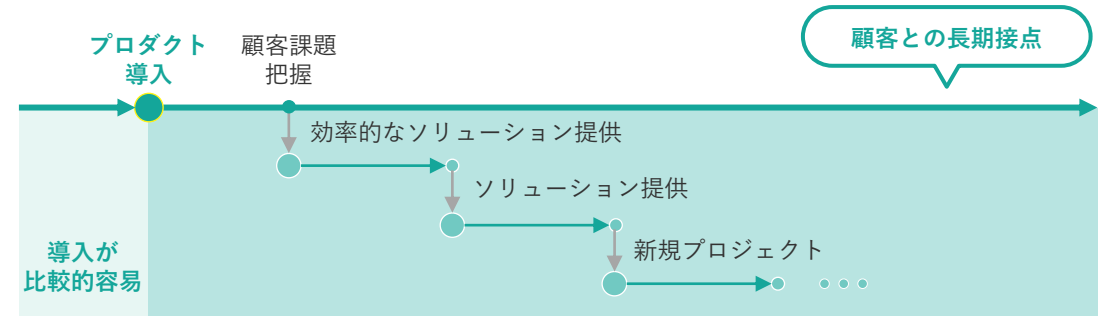 プロダクト
導入
顧客課題
把握
顧客との長期接点
効率的なソリューション提供
ソリューション提供
新規プロジェクト
導入が
比較的容易